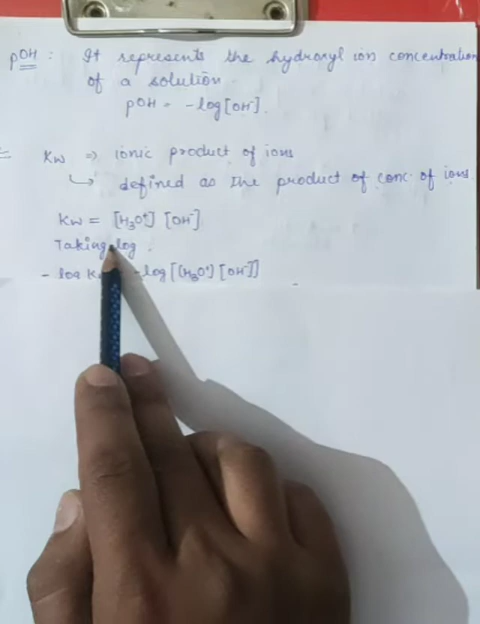 pOH : It represents the hydroxyl ion concentration
of a solution.
pOH = -log[OH⁻].
Kw => ionic product of ions
↳ defined as the product of conc. of ions.
Kw = [H₃O⁺] [OH⁻]
Taking log.
- log K -log[(H₃O⁺] [OH⁻]]